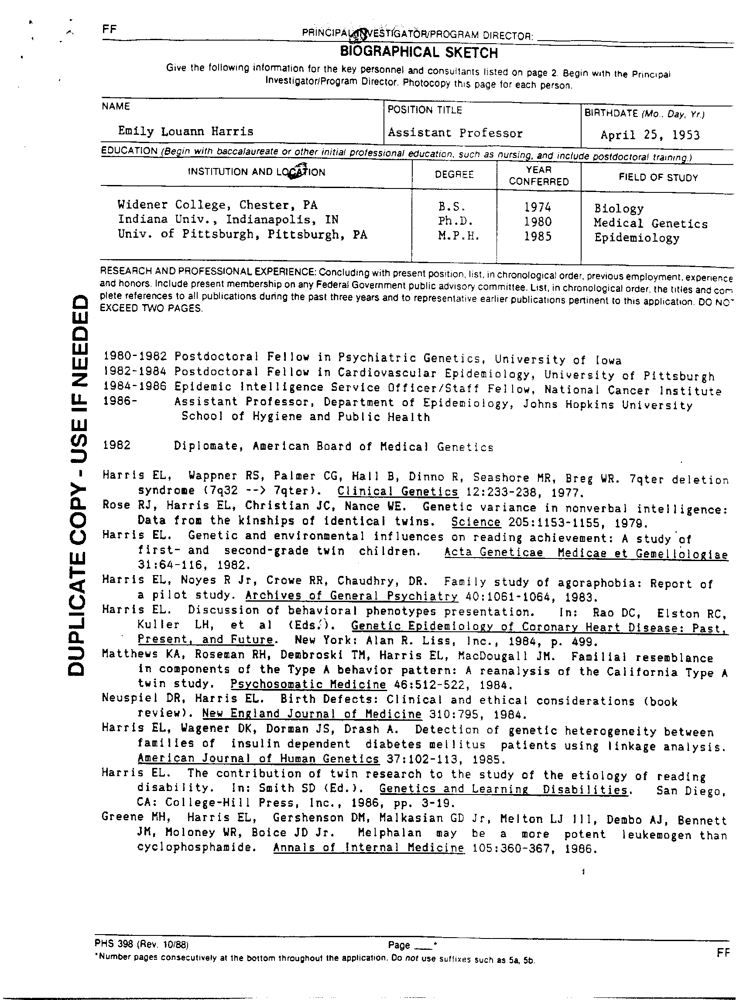 FF
PRINCIPAL INVESTIGATOR/PROGRAM DIRECTOR:
BIOGRAPHICAL SKETCH
Give the following information for the key personnel and consultants listed on page 2. Begin with the Principal
Investigator/Program Director. Photocopy this page for each person.
NAME
POSITION TITLE
BIRTHDATE (Mo., Day, Yr.)
Emily Louann Harris
Assistant Professor
April 25, 1953
EDUCATION (Begin with baccalaureate or other initial professional education, such as nursing, and include postdoctoral training.)
INSTITUTION AND LOCATION
DEGREE
YEAR
CONFERRED
FIELD OF STUDY
Widener College, Chester, PA B.S. 1974 Biology
Indiana Univ., Indianapolis, IN Ph.D. 1980 Medical Genetics
Univ. of Pittsburgh, Pittsburgh, PA M.P.H. 1985 Epidemiology
RESEARCH AND PROFESSIONAL EXPERIENCE: Concluding with present position, list, in chronological order, previous employment, experience
and honors. Include present membership on any Federal Government public advisory committee. List, in chronological order, the titles and com-
plete references to all publications during the past three years and to representative earlier publications pertinent to this application. DO NOT
EXCEED TWO PAGES.
DUPLICATE COPY - USE IF NEEDED
1980-1982 Postdoctoral Fellow in Psychiatric Genetics, University of Iowa
1982-1984 Postdoctoral Fellow in Cardiovascular Epidemiology, University of Pittsburgh
1984-1986 Epidemic Intelligence Service Officer/Staff Fellow, National Cancer Institute
1986- Assistant Professor, Department of Epidemiology, Johns Hopkins University
School of Hygiene and Public Health
1982 Diplomate, American Board of Medical Genetics
Harris EL, Wappner RS, Palmer CG, Hall B, Dinno R, Seashore MR, Breg WR. 7qter deletion
syndrome (7q32 --> 7qter). Clinical Genetics 12:233-238, 1977.
Rose RJ, Harris EL, Christian JC, Nance WE. Genetic variance in nonverbal intelligence:
Data from the kinships of identical twins. Science 205:1153-1155, 1979.
Harris EL. Genetic and environmental influences on reading achievement: A study of
first- and second-grade twin children. Acta Geneticae Medicae et Gemellologiae
31:64-116, 1982.
Harris EL, Noyes R Jr, Crowe RR, Chaudhry, DR. Family study of agoraphobia: Report of
a pilot study. Archives of General Psychiatry 40:1061-1064, 1983.
Harris EL. Discussion of behavioral phenotypes presentation. In: Rao DC, Elston RC,
Kuller LH, et al (Eds.). Genetic Epidemiology of Coronary Heart Disease: Past,
Present, and Future. New York: Alan R. Liss, Inc., 1984, p. 499.
Matthews KA, Roseman RH, Dembroski TM, Harris EL, MacDougall JM. Familial resemblance
in components of the Type A behavior pattern: A reanalysis of the California Type A
twin study. Psychosomatic Medicine 46:512-522, 1984.
Neuspiel DR, Harris EL. Birth Defects: Clinical and ethical considerations (book
review). New England Journal of Medicine 310:795, 1984.
Harris EL, Wagener DK, Dorman JS, Drash A. Detection of genetic heterogeneity between
families of insulin dependent diabetes mellitus patients using linkage analysis.
American Journal of Human Genetics 37:102-113, 1985.
Harris EL. The contribution of twin research to the study of the etiology of reading
disability. In: Smith SD (Ed.). Genetics and Learning Disabilities. San Diego,
CA: College-Hill Press, Inc., 1986, pp. 3-19.
Greene MH, Harris EL, Gershenson DM, Malkasian GD Jr, Melton LJ III, Dembo AJ, Bennett
JM, Moloney WR, Boice JD Jr. Melphalan may be a more potent leukemogen than
cyclophosphamide. Annals of Internal Medicine 105:360-367, 1986.
PHS 398 (Rev. 10/88)
Page ___*
*Number pages consecutively at the bottom throughout the application. Do not use suffixes such as 5a, 5b.
FF